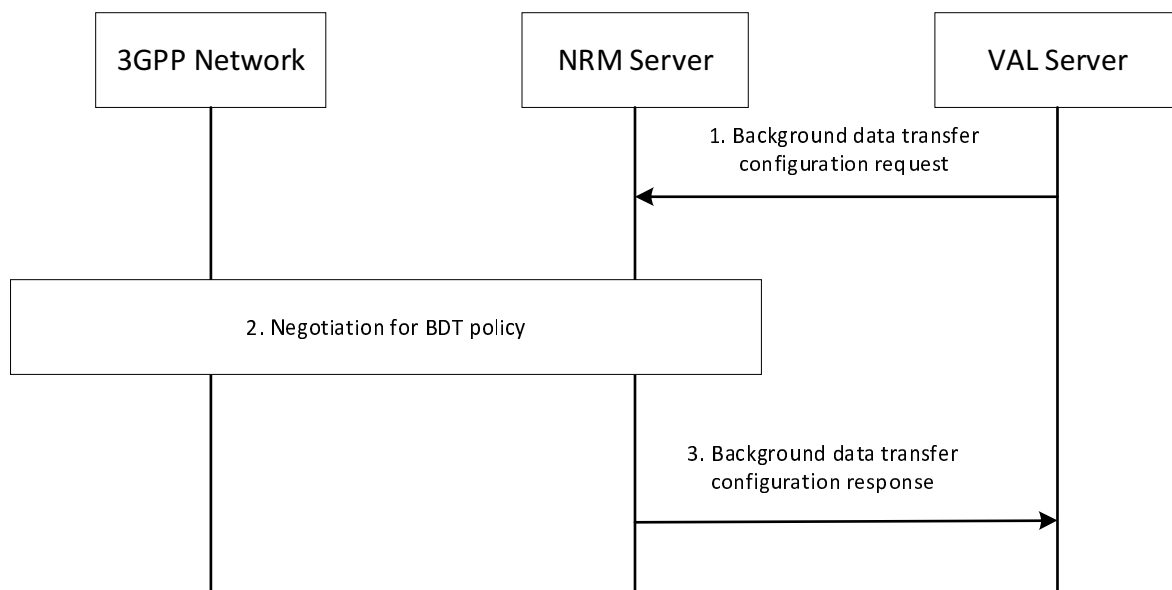 3GPP Network
NRM Server
VAL Server
1. Background data transfer
configuration request
2. Negotiation for BDT policy
3. Background data transfer
configuration response